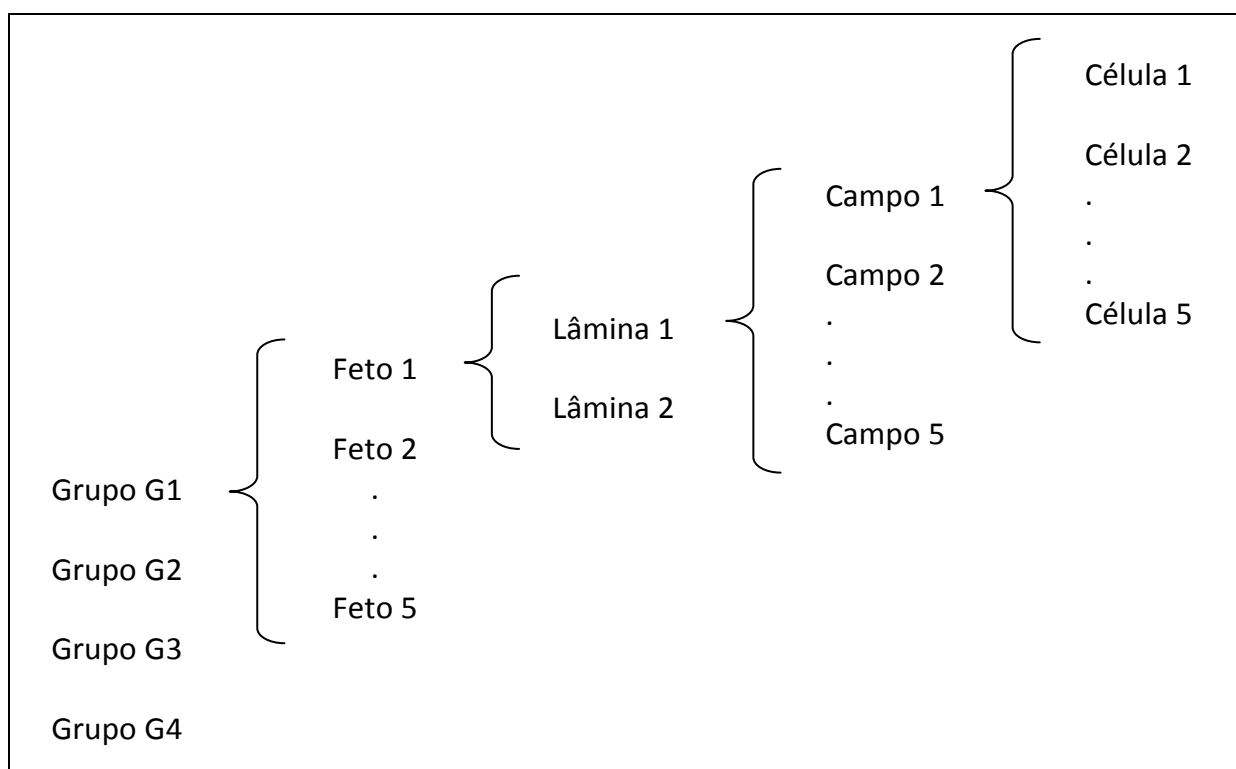 Grupo G1
Grupo G2
Grupo G3
Grupo G4
Feto 1
Feto 2
.
.
.
Feto 5
Lâmina 1
Lâmina 2
Campo 1
Campo 2
.
.
.
Campo 5
Célula 1
Célula 2
.
.
.
Célula 5